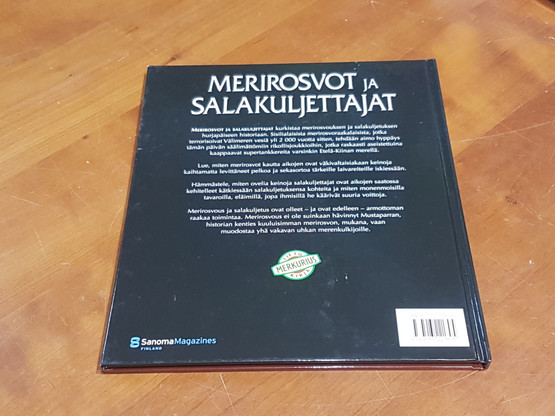 MERIROSVOT JA
SALAKULJETTAJAT
MERIROSVOT JA SALAKULJETTAJAT kurkistaa merirosvouksen ja salakuljetuksen
hurjapäiseen historiaan. Sisilialaisista merirosvoraakalaisista, jotka
terrorisoivat Välimeren vesiä yli 2 000 vuotta sitten, tehdään aimo hyppäys
tämän päivän säälimättömiin rikollisjoukkioihin, jotka raskaasti aseistettuina
kaappaavat supertankkereita varsinkin Etelä-Kiinan merellä.
Lue, miten merirosvot kautta aikojen ovat väkivaltaisiakaan keinoja
kaihtamatta levittäneet pelkoa ja sekasortoa tärkeille laivareiteille iskiessään.
Hämmästele, miten ovelia keinoja salakuljettajat ovat aikojen saatossa
kehitelleet kätkiessään salakuljetuksensa kohteita ja miten monenmoisilla
tavaroilla, eläimillä, jopa ihmisillä he käärivät suuria voittoja.
Merirosvous ja salakuljetus ovat olleet – ja ovat edelleen – armottoman
raakaa toimintaa. Merirosvous ei ole suinkaan hävinnyt Mustaparran,
historian kenties kuuluisimman merirosvon, mukana, vaan
muodostaa yhä vakavan uhkan merenkulkijoille.
MERKURIUS
SanomaMagazines
FINLAND